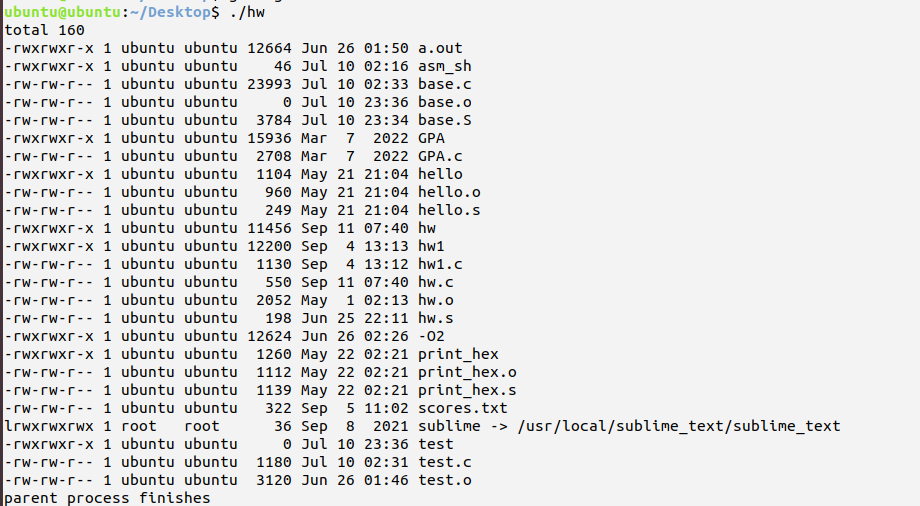 ubuntu@ubuntu:~/Desktop$ ./hw
total 160
-rwxrwxr-x 1 ubuntu ubuntu 12664 Jun 26 01:50 a.out
-rwxrwxr-x 1 ubuntu ubuntu    46 Jul 10 02:16 asm_sh
-rw-rw-r-- 1 ubuntu ubuntu 23993 Jul 10 02:33 base.c
-rw-rw-r-- 1 ubuntu ubuntu     0 Jul 10 23:36 base.o
-rw-rw-r-- 1 ubuntu ubuntu  3784 Jul 10 23:34 base.S
-rwxrwxr-x 1 ubuntu ubuntu 15936 Mar  7  2022 GPA
-rw-rw-r-- 1 ubuntu ubuntu  2708 Mar  7  2022 GPA.c
-rwxrwxr-x 1 ubuntu ubuntu  1104 May 21 21:04 hello
-rw-rw-r-- 1 ubuntu ubuntu   960 May 21 21:04 hello.o
-rw-rw-r-- 1 ubuntu ubuntu   249 May 21 21:04 hello.s
-rwxrwxr-x 1 ubuntu ubuntu 11456 Sep 11 07:40 hw
-rwxrwxr-x 1 ubuntu ubuntu 12200 Sep  4 13:13 hw1
-rw-rw-r-- 1 ubuntu ubuntu  1130 Sep  4 13:12 hw1.c
-rw-rw-r-- 1 ubuntu ubuntu   550 Sep 11 07:40 hw.c
-rw-rw-r-- 1 ubuntu ubuntu  2052 May  1 02:13 hw.o
-rw-rw-r-- 1 ubuntu ubuntu   198 Jun 25 22:11 hw.s
-rwxrwxr-x 1 ubuntu ubuntu 12624 Jun 26 02:26 -O2
-rwxrwxr-x 1 ubuntu ubuntu  1260 May 22 02:21 print_hex
-rw-rw-r-- 1 ubuntu ubuntu  1112 May 22 02:21 print_hex.o
-rw-rw-r-- 1 ubuntu ubuntu  1139 May 22 02:21 print_hex.s
-rw-rw-r-- 1 ubuntu ubuntu   322 Sep  5 11:02 scores.txt
lrwxrwxrwx 1 root   root      36 Sep  8  2021 sublime -> /usr/local/sublime_text/sublime_text
-rwxrwxr-x 1 ubuntu ubuntu     0 Jul 10 23:36 test
-rw-rw-r-- 1 ubuntu ubuntu  1180 Jul 10 02:31 test.c
-rw-rw-r-- 1 ubuntu ubuntu  3120 Jun 26 01:46 test.o
parent process finishes